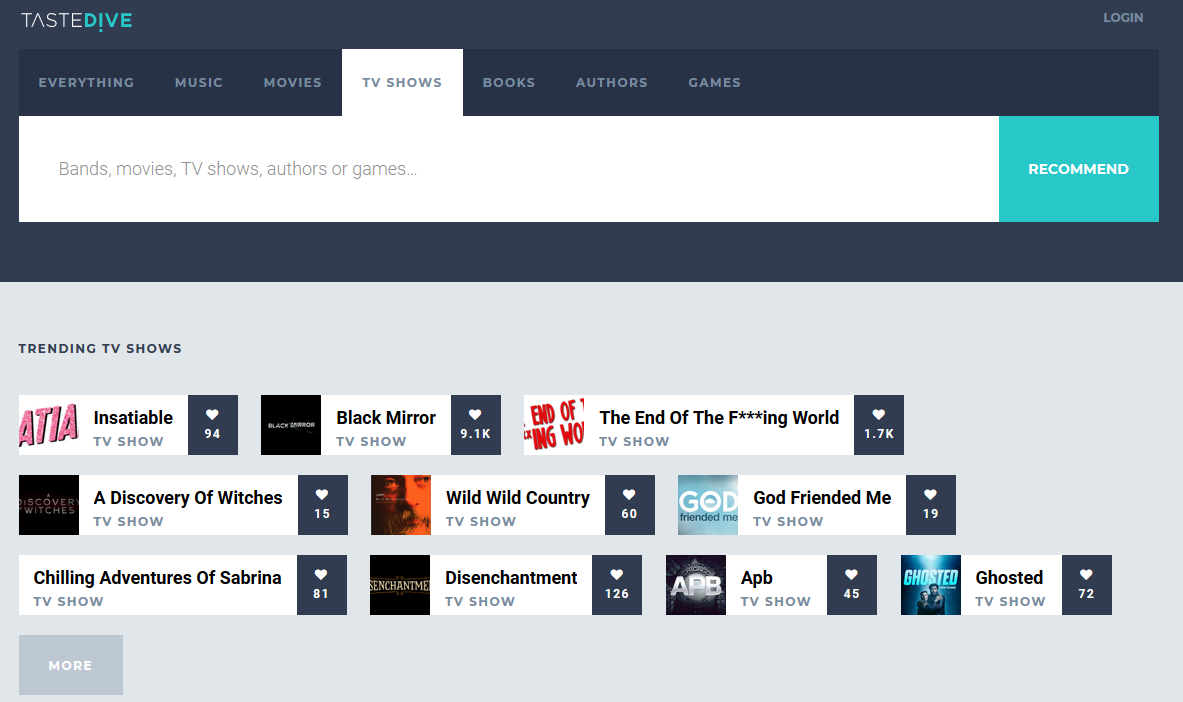 TASTEDIVE
LOGIN
EVERYTHING MUSIC MOVIES TV SHOWS BOOKS AUTHORS GAMES
Bands, movies, TV shows, authors or games...
RECOMMEND
TRENDING TV SHOWS
ATIA
Insatiable
TV SHOW
94
BLACK MIRROR
Black Mirror
TV SHOW
9.1K
END OF T
ING WO
The End Of The F***ing World
TV SHOW
1.7K
A
DISCOVERY
OF WITCHES
A Discovery Of Witches
TV SHOW
15
Wild Wild Country
TV SHOW
60
GOD
friended me
God Friended Me
TV SHOW
19
Chilling Adventures Of Sabrina
TV SHOW
81
SENCHANTMEN
Disenchantment
TV SHOW
126
APB
Apb
TV SHOW
45
GHOSTED
Ghosted
TV SHOW
72
MORE